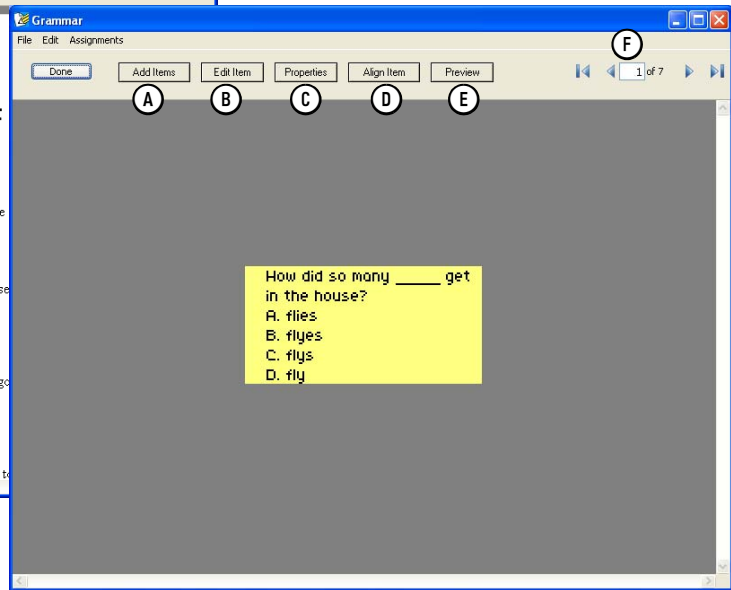 Grammar
File Edit Assignments
F
Done Add Items Edit Item Properties Align Item Preview 1 of 7
A B C D E
How did so many _____ get
in the house?
A. flies
B. flyes
C. flys
D. fly